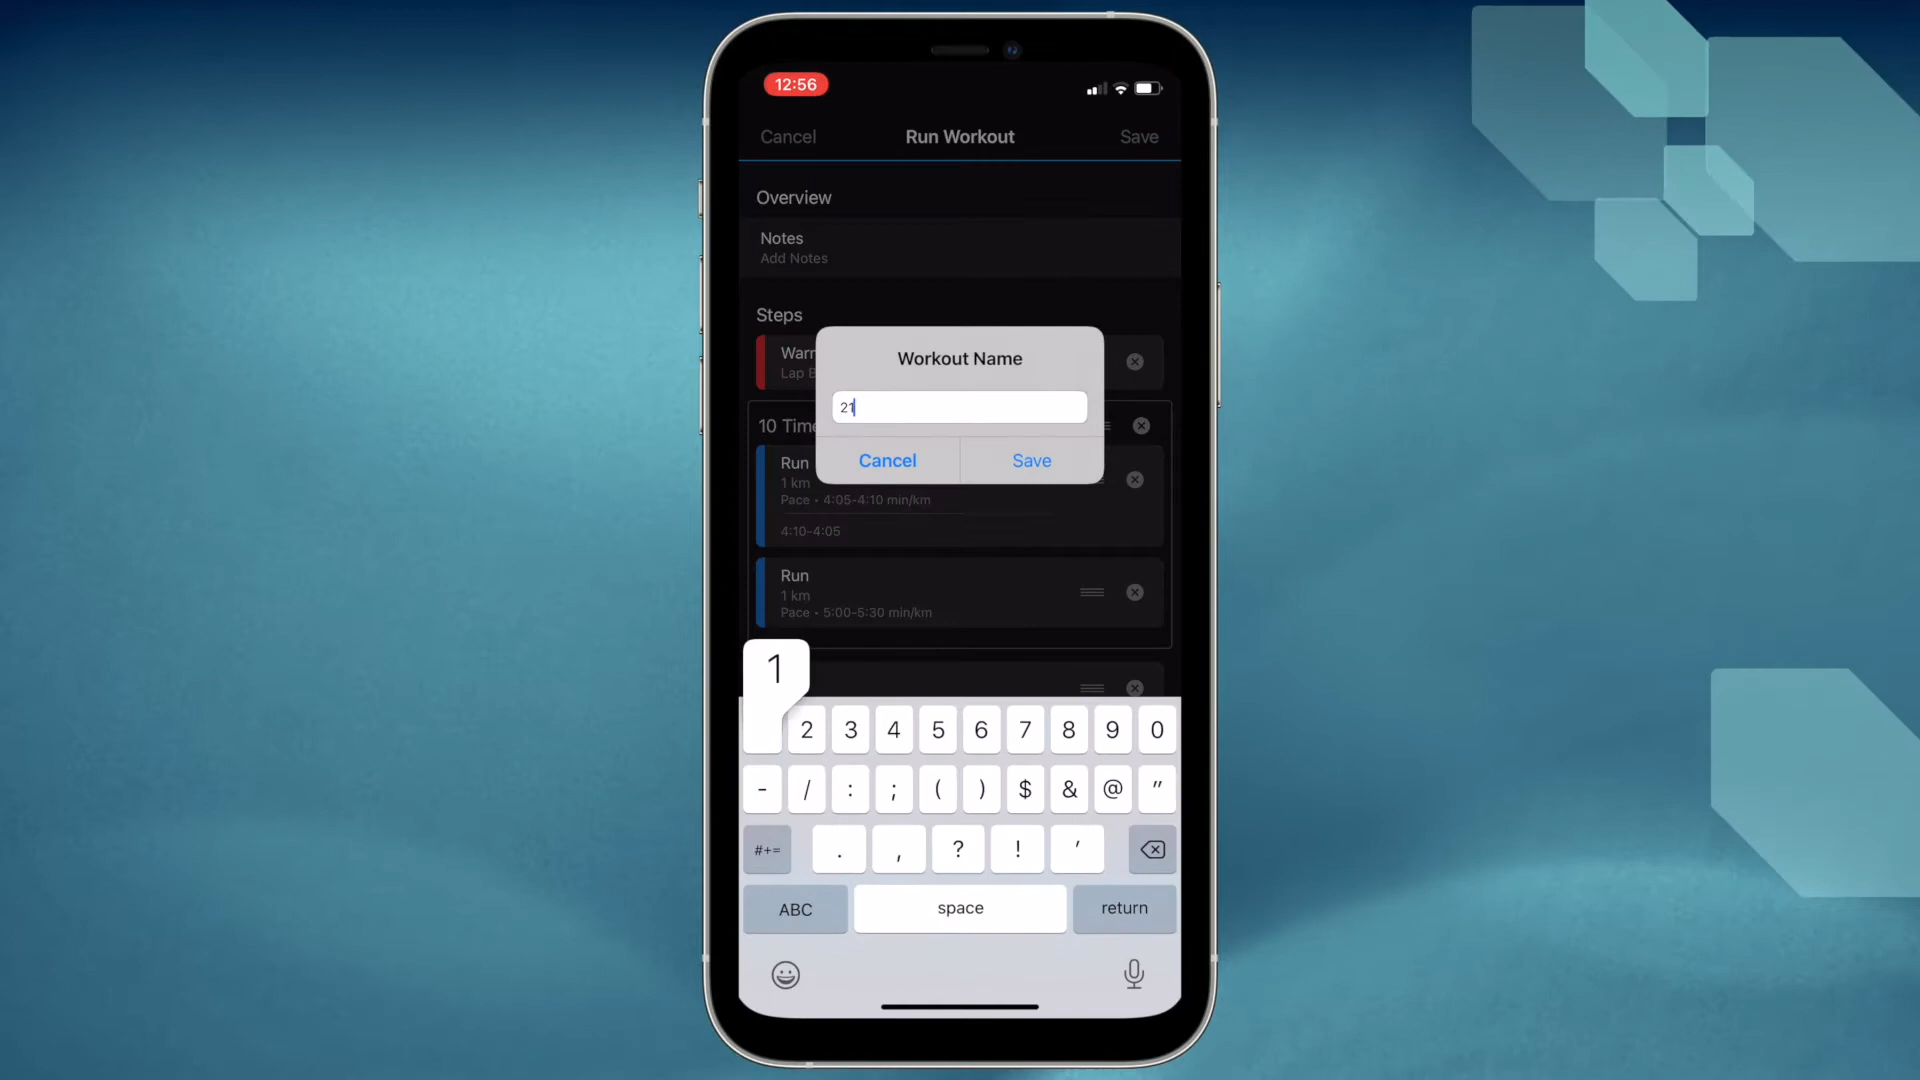 12:56
Cancel Run Workout Save
Overview
Notes
Add Notes
Steps
Workout Name
21
Cancel Save
Lap B
10 Time
Run
1 km
Pace • 4:05-4:10 min/km
4:10-4:05
Run
1 km
Pace • 5:00-5:30 min/km
1
2 3 4 5 6 7 8 9 0
- / : ; ( ) $ & @ "
#+= . , ? ! '
ABC space return